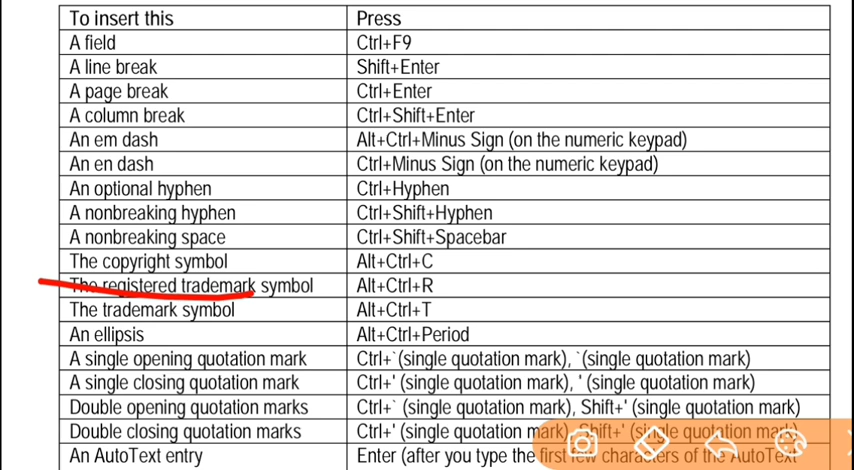 To insert this Press
A field Ctrl+F9
A line break Shift+Enter
A page break Ctrl+Enter
A column break Ctrl+Shift+Enter
An em dash Alt+Ctrl+Minus Sign (on the numeric keypad)
An en dash Ctrl+Minus Sign (on the numeric keypad)
An optional hyphen Ctrl+Hyphen
A nonbreaking hyphen Ctrl+Shift+Hyphen
A nonbreaking space Ctrl+Shift+Spacebar
The copyright symbol Alt+Ctrl+C
The registered trademark symbol Alt+Ctrl+R
The trademark symbol Alt+Ctrl+T
An ellipsis Alt+Ctrl+Period
A single opening quotation mark Ctrl+`(single quotation mark), `(single quotation mark)
A single closing quotation mark Ctrl+' (single quotation mark), ' (single quotation mark)
Double opening quotation marks Ctrl+` (single quotation mark), Shift+' (single quotation mark)
Double closing quotation marks Ctrl+' (single quotation mark), Shift+' (single quotation mark)
An AutoText entry Enter (after you type the first few characters of the AutoText